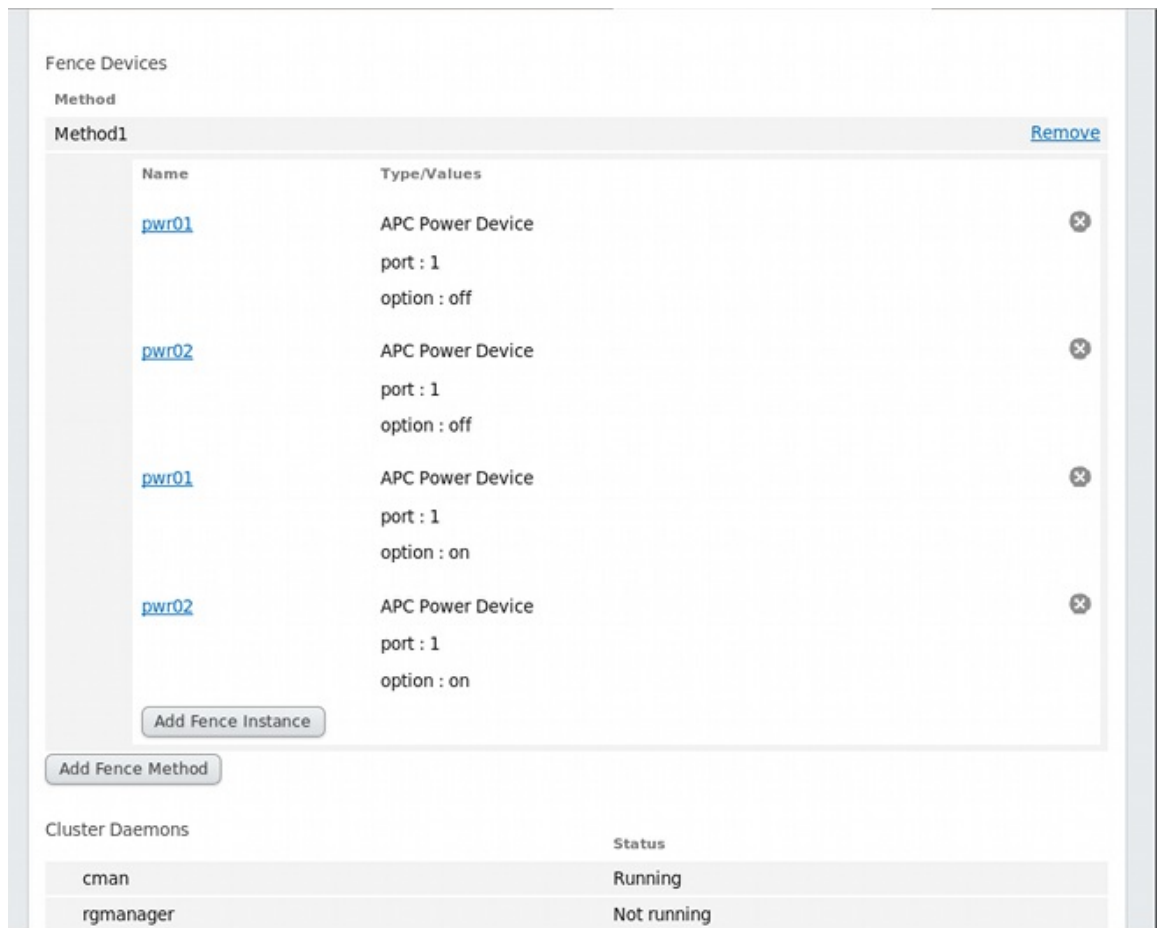 Fence Devices
Method
Method1 Remove
Name Type/Values
pwr01 APC Power Device
port : 1
option : off
pwr02 APC Power Device
port : 1
option : off
pwr01 APC Power Device
port : 1
option : on
pwr02 APC Power Device
port : 1
option : on
Add Fence Instance
Add Fence Method
Cluster Daemons
Status
cman Running
rgmanager Not running